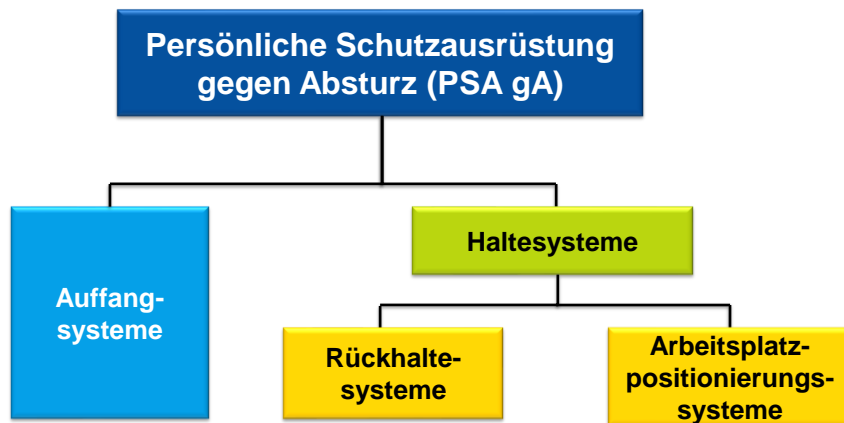 Persönliche Schutzausrüstung
gegen Absturz (PSA gA)
Haltesysteme
Auffang-
systeme
Rückhalte-
systeme
Arbeitsplatz-
positionierungs-
systeme